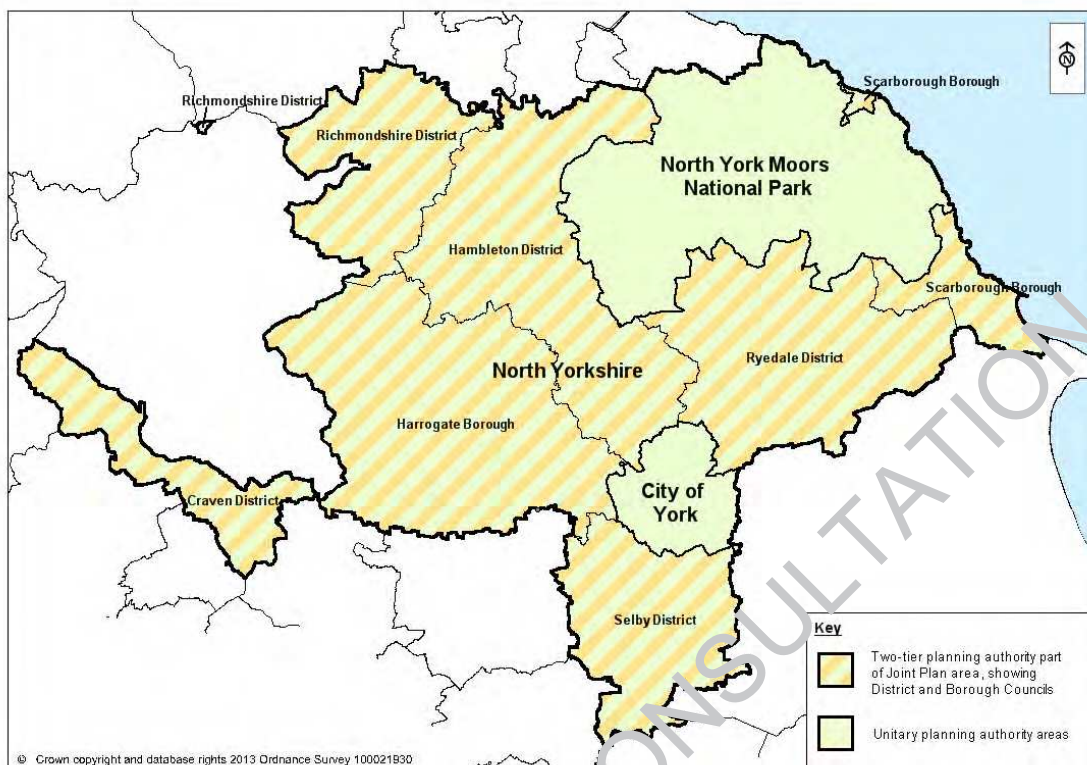 Scarborough Borough
Richmondshire District
Richmondshire District
North York Moors
National Park
Hambleton District
Scarborough Borough
Ryedale District
North Yorkshire
Harrogate Borough
City of
York
Craven District
Selby District
N
Key
Two-tier planning authority part
of Joint Plan area, showing
District and Borough Councils
Unitary planning authority areas
© Crown copyright and database rights 2013 Ordnance Survey 100021930
CONSULTATION